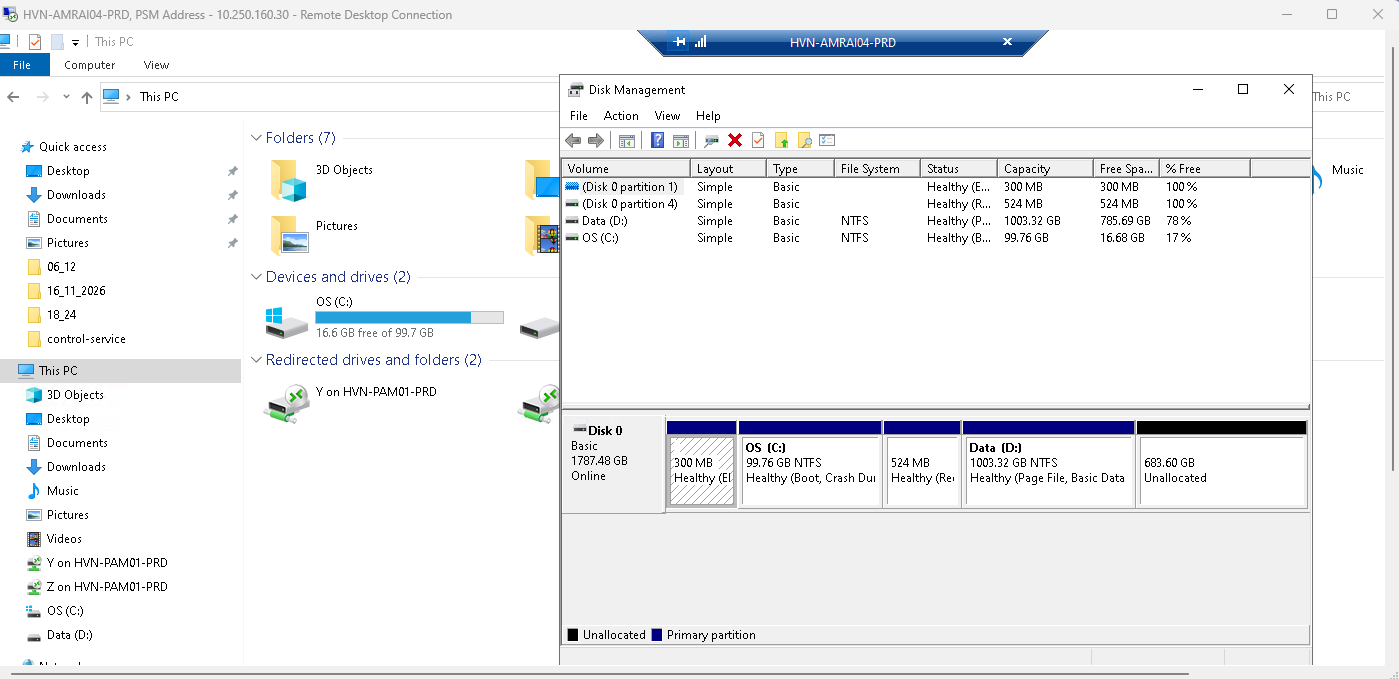 HVN-AMRAI04-PRD, PSM Address - 10.250.160.30 - Remote Desktop Connection
This PC
HVN-AMRAI04-PRD
File Computer View
This PC
This PC
Quick access
Desktop
Downloads
Documents
Pictures
06_12
16_11_2026
18_24
control-service
This PC
3D Objects
Desktop
Documents
Downloads
Music
Pictures
Videos
Y on HVN-PAM01-PRD
Z on HVN-PAM01-PRD
OS (C:)
Data (D:)
Folders (7)
3D Objects
Pictures
Music
Devices and drives (2)
OS (C:)
16.6 GB free of 99.7 GB
Redirected drives and folders (2)
Y on HVN-PAM01-PRD
Disk Management
File Action View Help
Volume Layout Type File System Status Capacity Free Spa... % Free
(Disk 0 partition 1) Simple Basic Healthy (E... 300 MB 300 MB 100 %
(Disk 0 partition 4) Simple Basic Healthy (R... 524 MB 524 MB 100 %
Data (D:) Simple Basic NTFS Healthy (P... 1003.32 GB 785.69 GB 78 %
OS (C:) Simple Basic NTFS Healthy (B... 99.76 GB 16.68 GB 17 %
Disk 0
Basic
1787.48 GB
Online
300 MB
Healthy (El
OS (C:)
99.76 GB NTFS
Healthy (Boot, Crash Dur
524 MB
Healthy (Rec
Data (D:)
1003.32 GB NTFS
Healthy (Page File, Basic Data
683.60 GB
Unallocated
Unallocated Primary partition